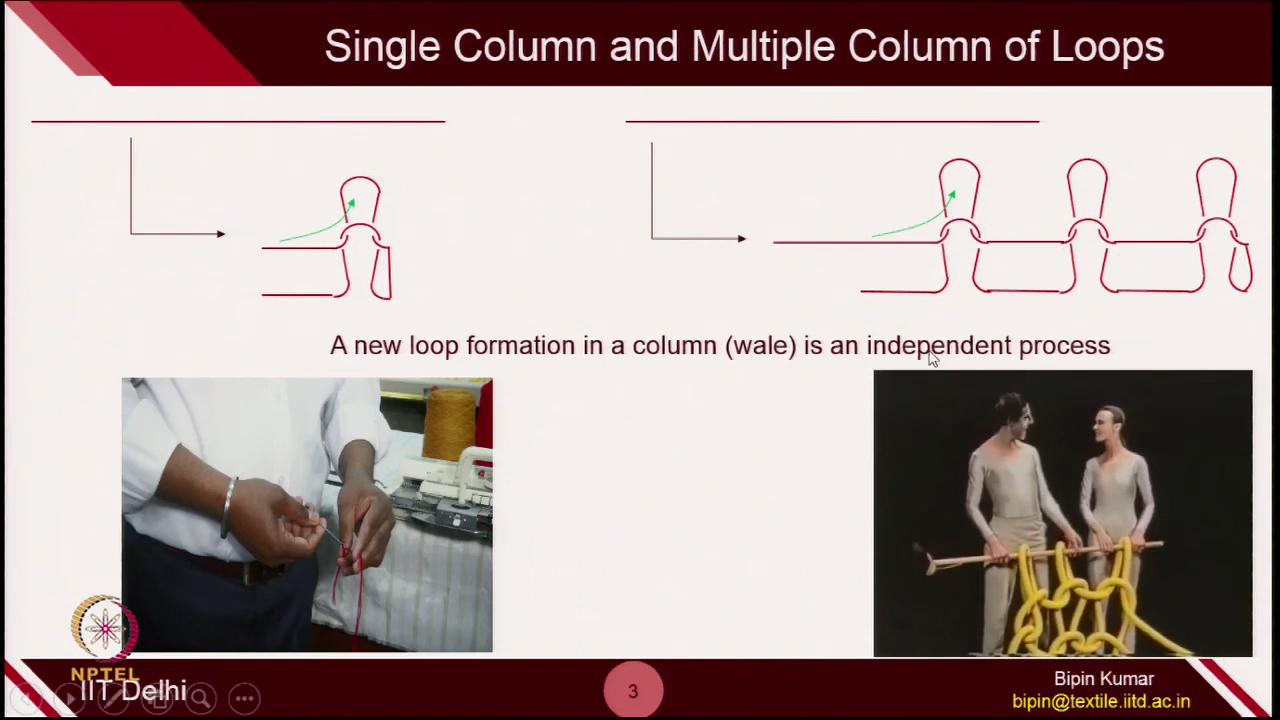 Single Column and Multiple Column of Loops
A new loop formation in a column (wale) is an independent process
NPTEL
IIT Delhi
3
Bipin Kumar
bipin@textile.iitd.ac.in